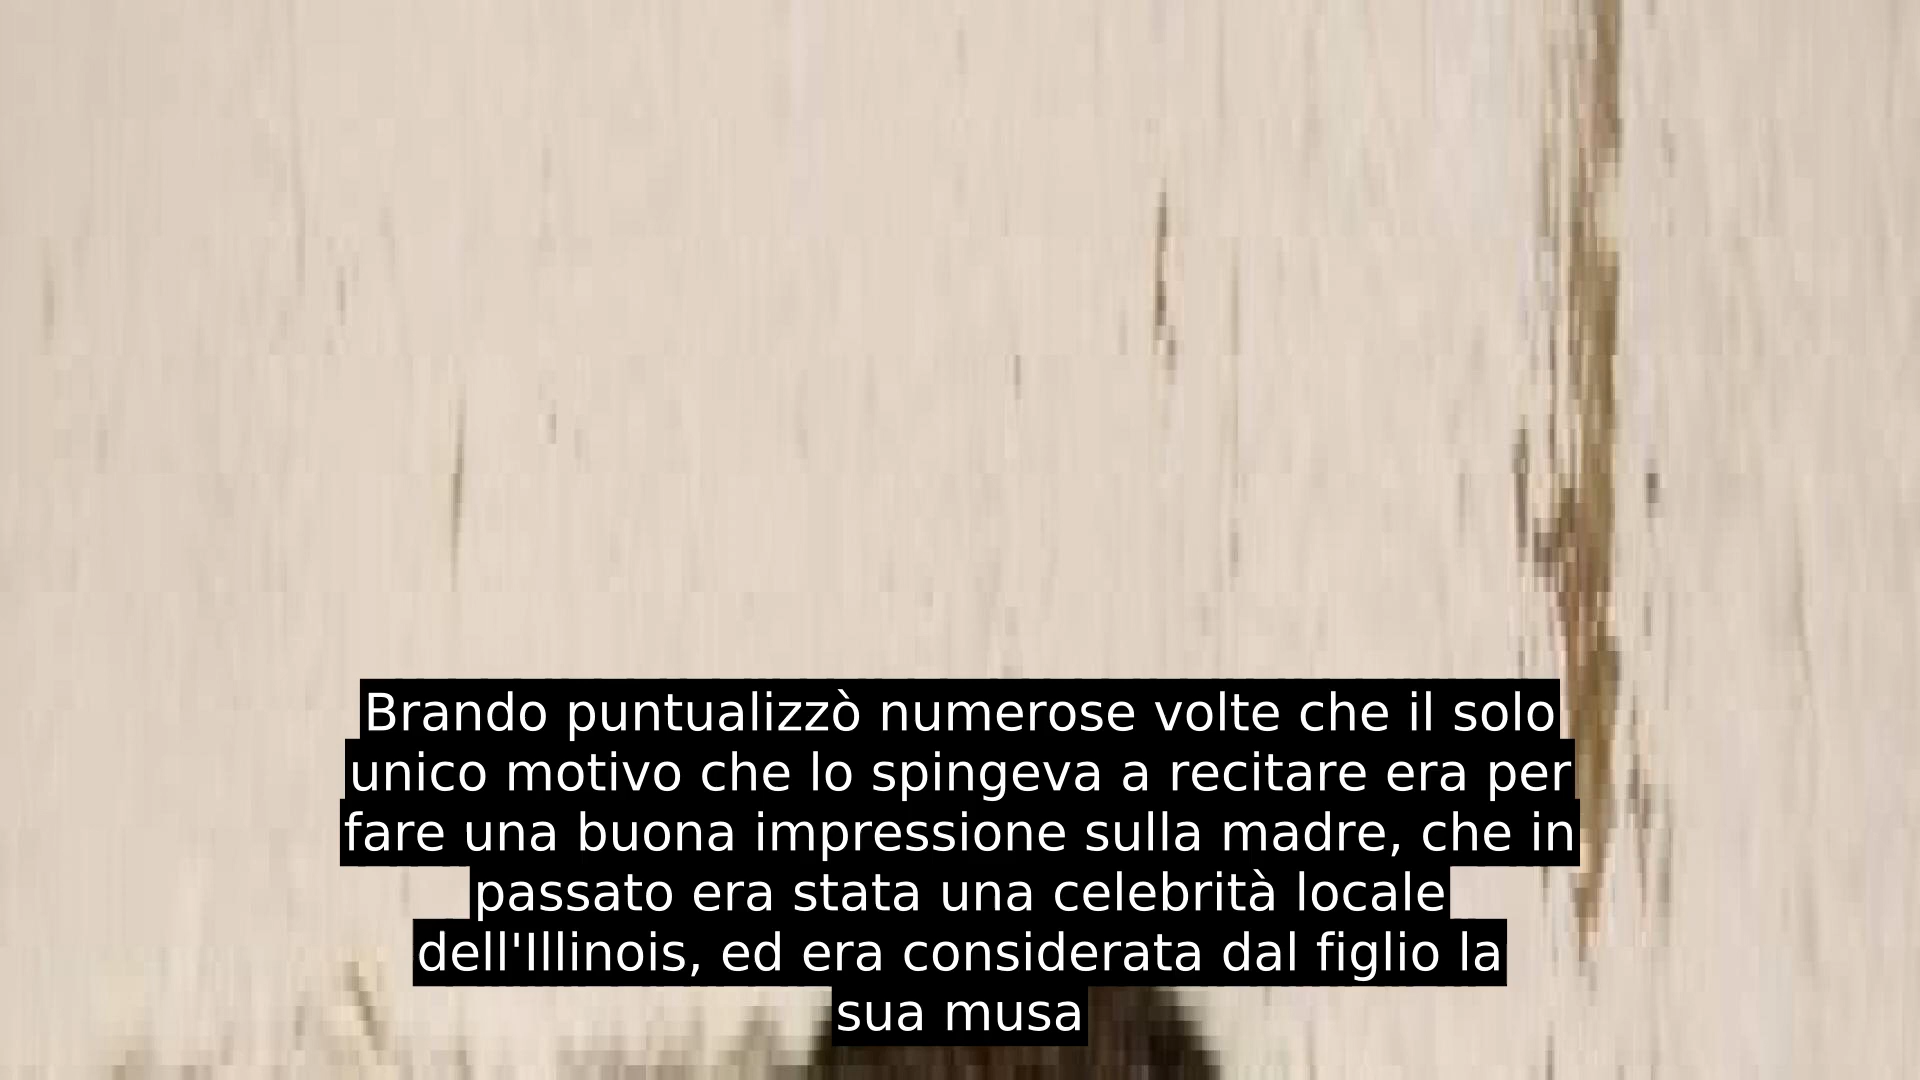 Brando puntualizzò numerose volte che il solo
unico motivo che lo spingeva a recitare era per
fare una buona impressione sulla madre, che in
passato era stata una celebrità locale
dell'Illinois, ed era considerata dal figlio la
sua musa